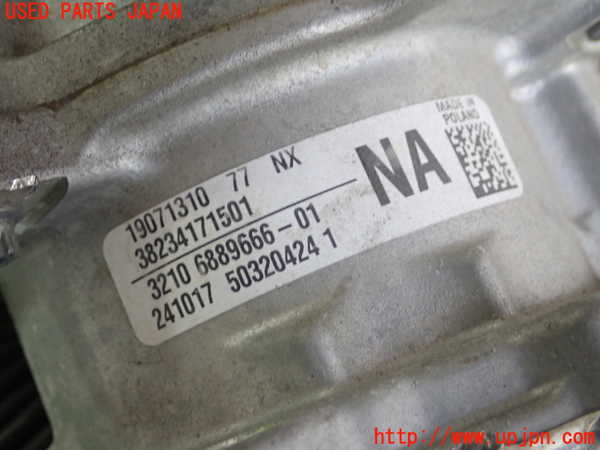 USED PARTS JAPAN
19071310 77 NX
38234171501
3210 6889666-01
241017 50320424 1
NA
MADE IN
POLAND
http://www.upjpn.com/